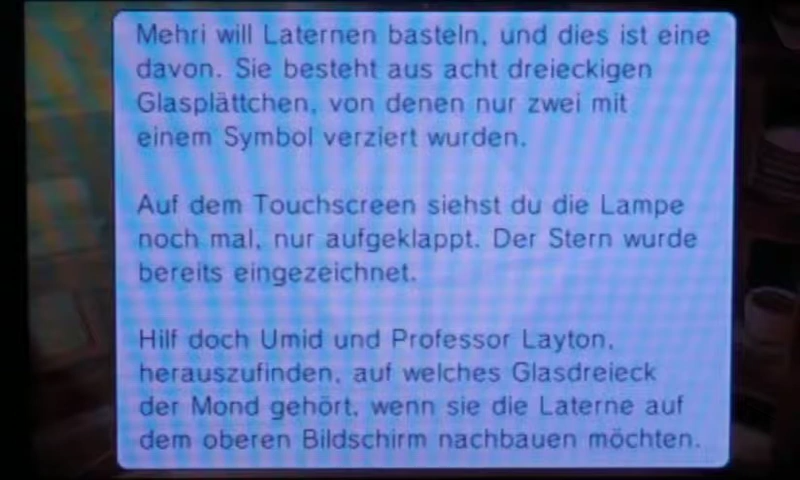 Mehri will Laternen basteln, und dies ist eine
davon. Sie besteht aus acht dreieckigen
Glasplättchen, von denen nur zwei mit
einem Symbol verziert wurden.
Auf dem Touchscreen siehst du die Lampe
noch mal, nur aufgeklappt. Der Stern wurde
bereits eingezeichnet.
Hilf doch Umid und Professor Layton,
herauszufinden, auf welches Glasdreieck
der Mond gehört, wenn sie die Laterne auf
dem oberen Bildschirm nachbauen möchten.